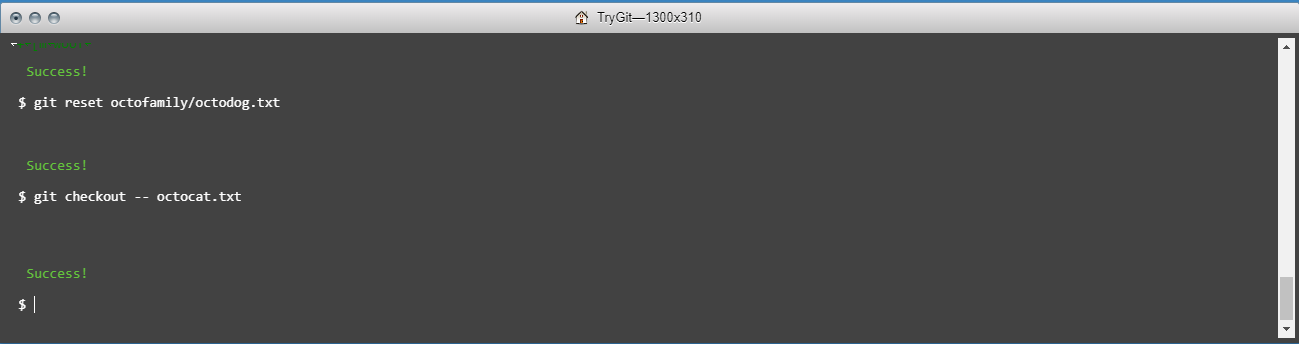 TryGit—1300x310
Success!
$ git reset octofamily/octodog.txt
Success!
$ git checkout -- octocat.txt
Success!
$